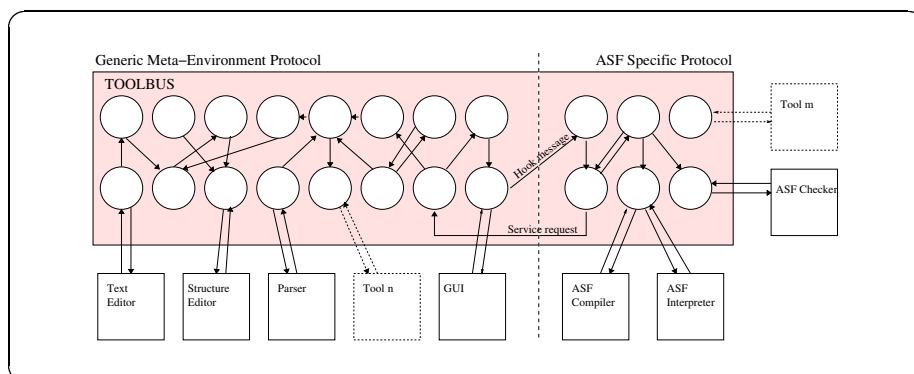 Generic Meta−Environment Protocol
ASF Specific Protocol
TOOLBUS
Tool m
Hook message
ASF Checker
Service request
Text
Editor
Structure
Editor
Parser
Tool n
GUI
ASF
Compiler
ASF
Interpreter